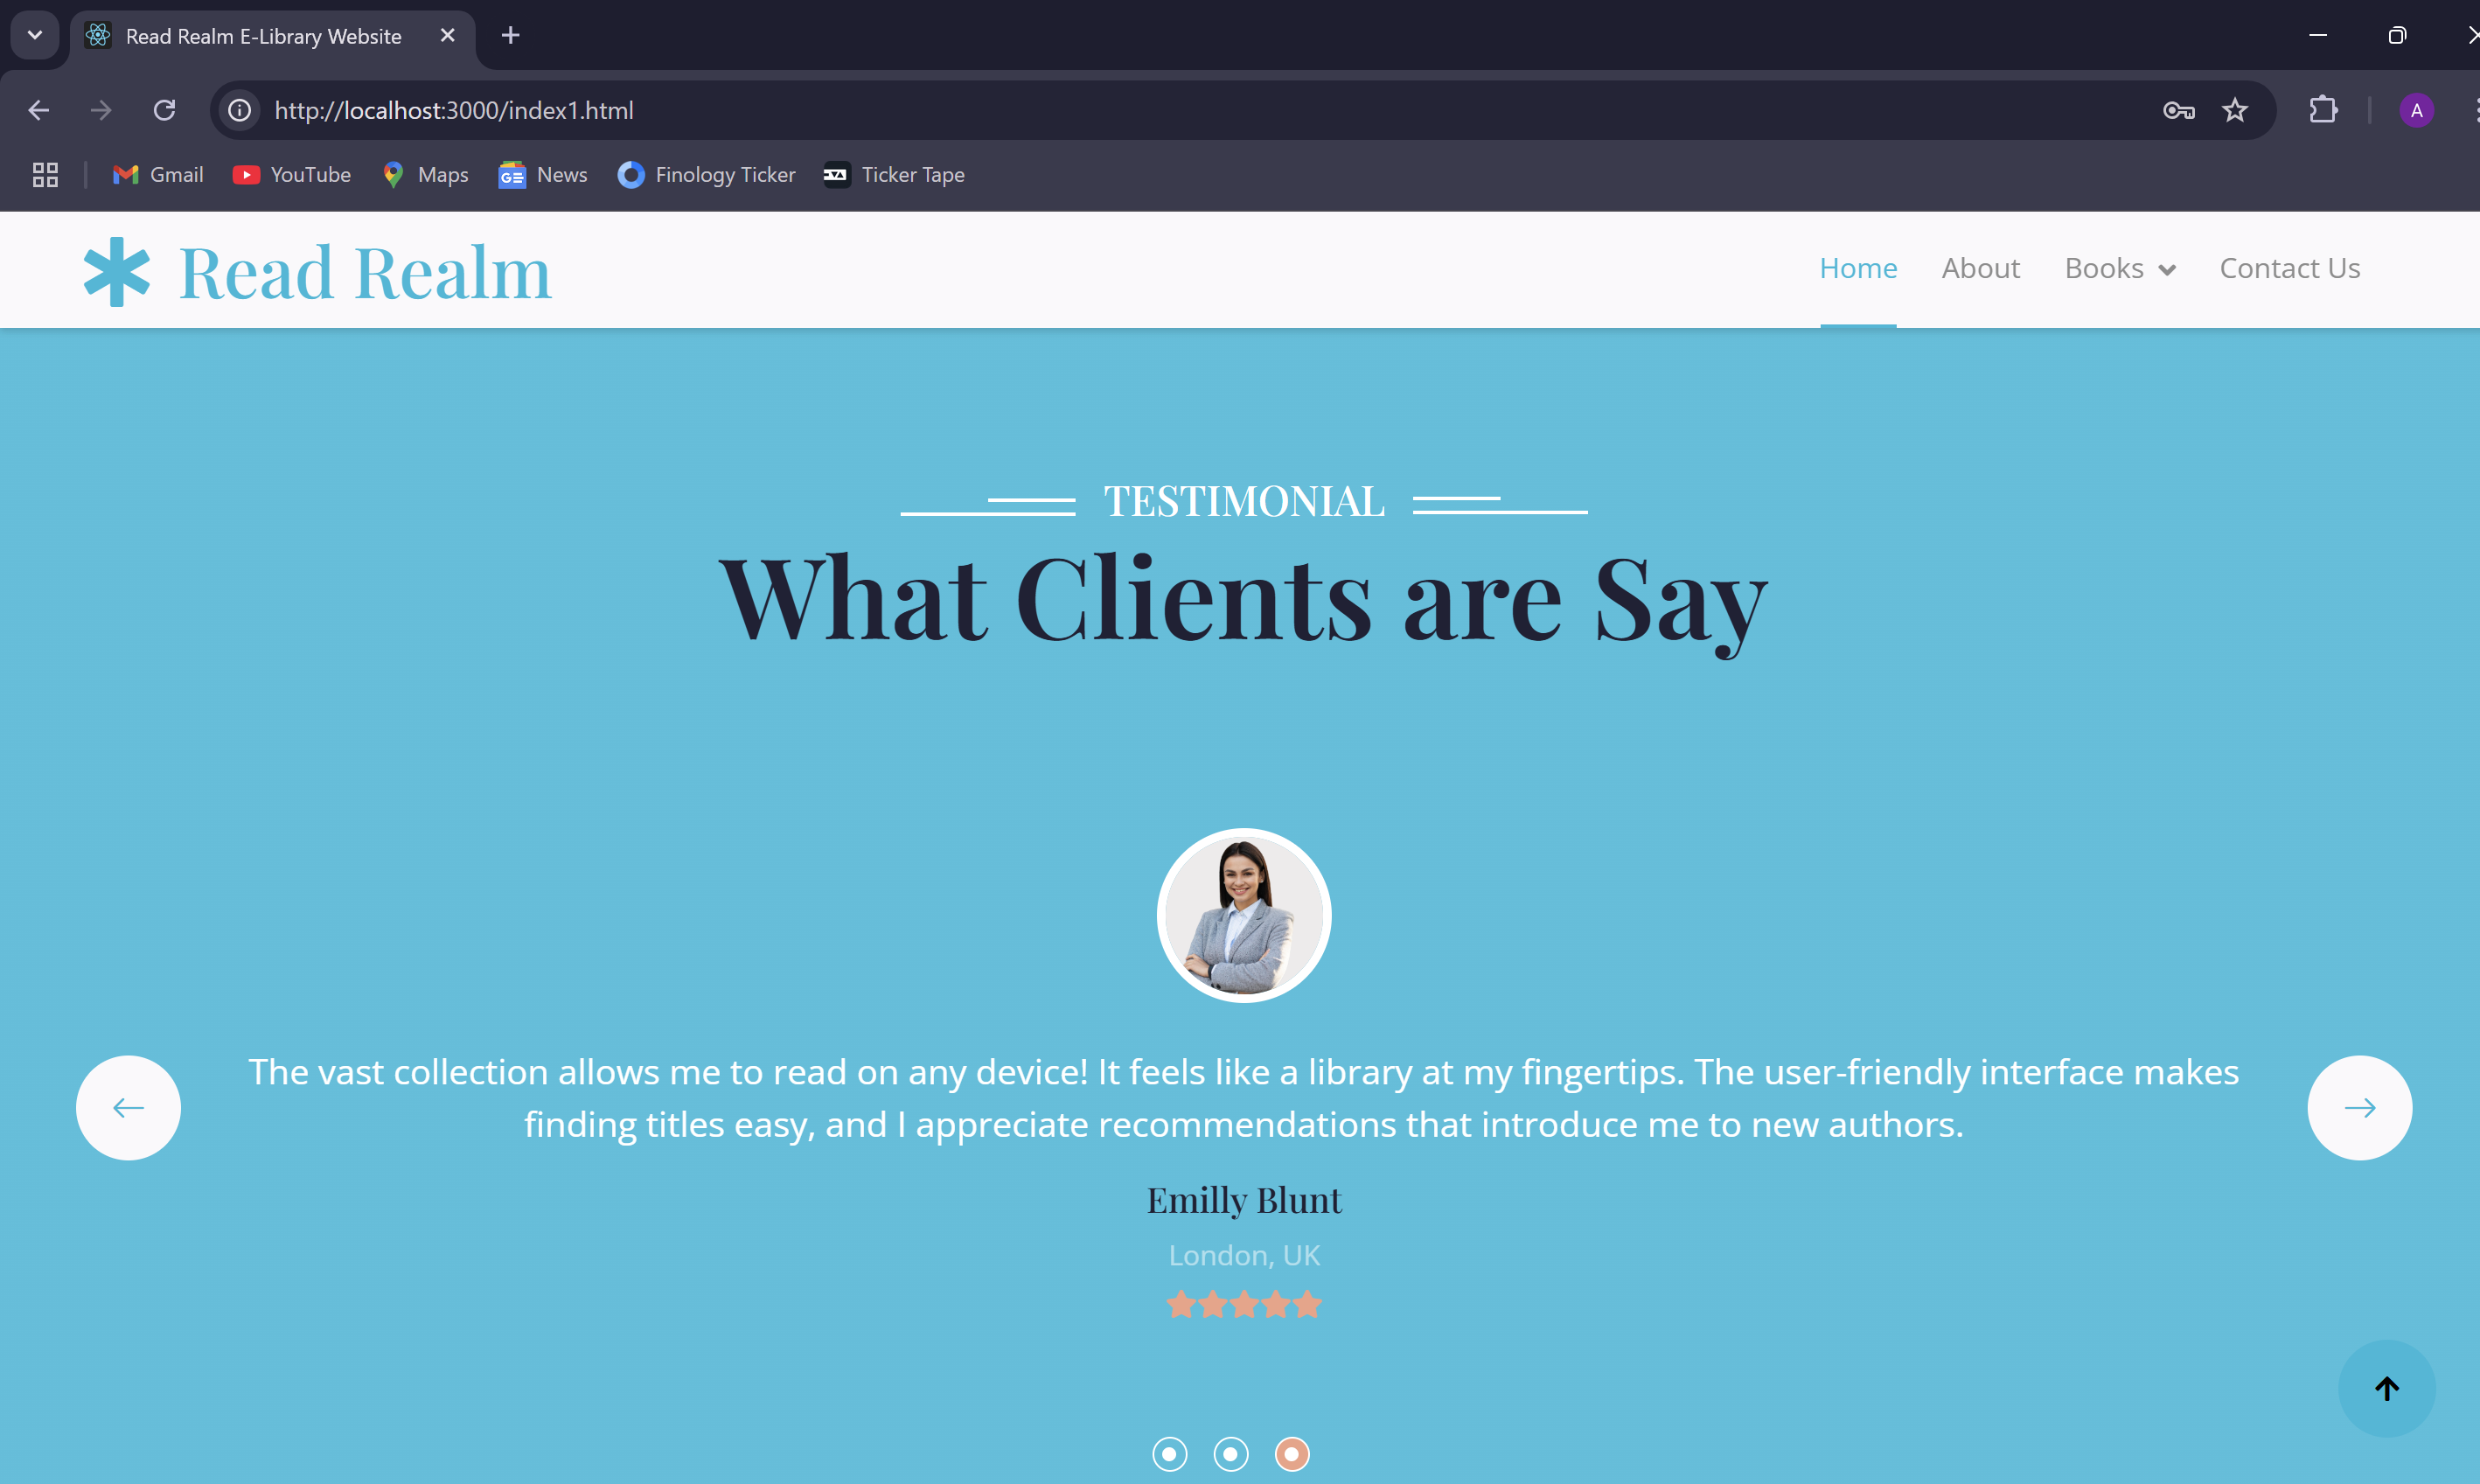 Read Realm E-Library Website
http://localhost:3000/index1.html
A
Gmail YouTube Maps News Finology Ticker Ticker Tape
Read Realm
Home About Books Contact Us
TESTIMONIAL
What Clients are Say
The vast collection allows me to read on any device! It feels like a library at my fingertips. The user-friendly interface makes
finding titles easy, and I appreciate recommendations that introduce me to new authors.
Emilly Blunt
London, UK